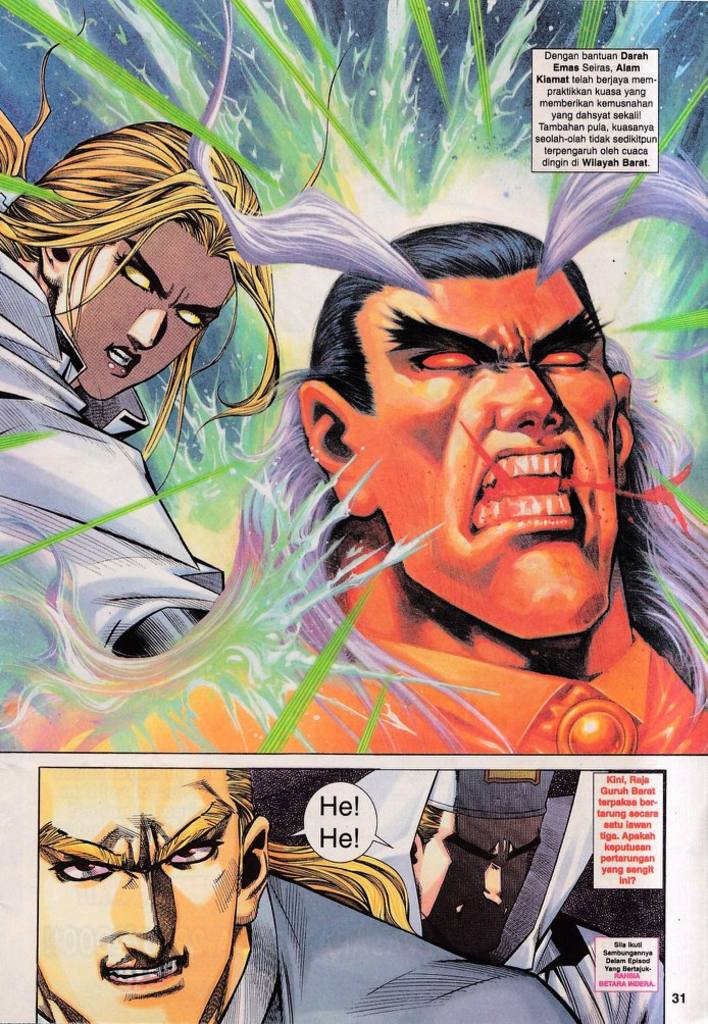 Dengan bantuan Darah
Emas Seiras, Alam
Kiamat telah berjaya mem-
praktikkan kuasa yang
memberikan kemusnahan
yang dahsyat sekali!
Tambahan pula, kuasanya
seolah-olah tidak sedikitpun
terpengaruh oleh cuaca
dingin di Wilayah Barat.
He!
He!
Kini, Raja
Guruh Barat
terpaksa ber-
tarung secara
satu lawan
tiga. Apakah
keputusan
pertarungan
yang sengit
ini?
Sila Ikuti
Sambungannya
Dalam Episod
Yang Bertajuk-
RAHSIA
BETARA INDERA.
31